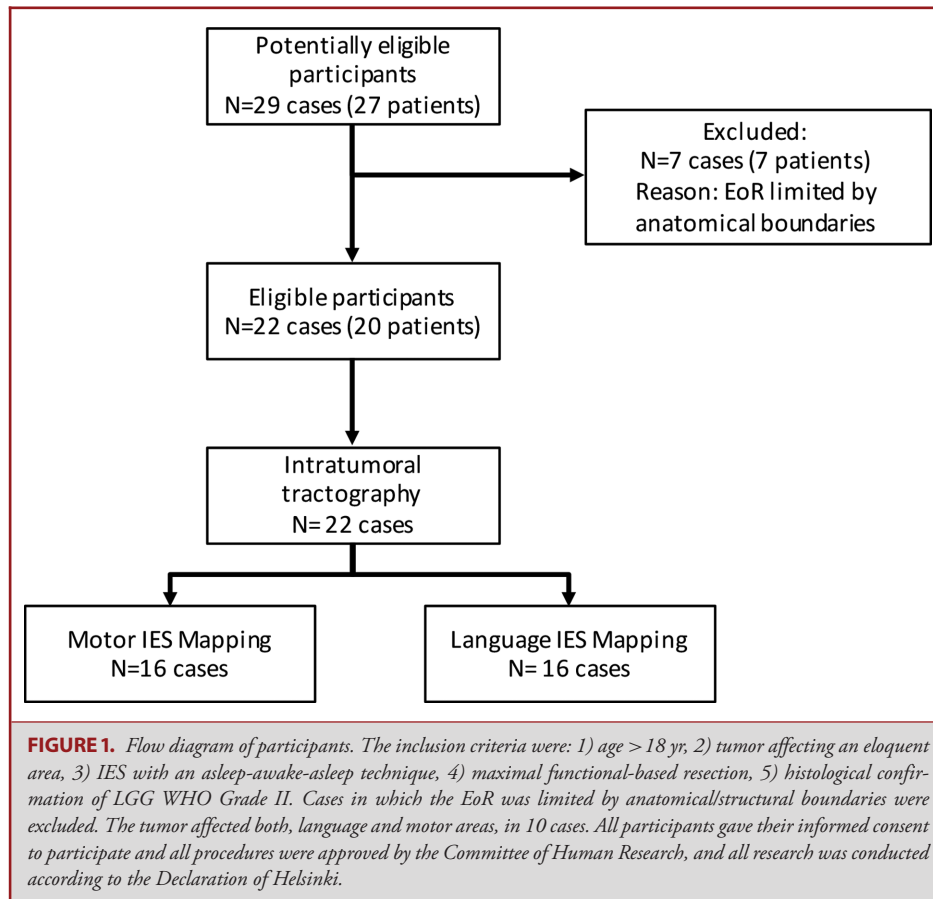 Potentially eligible
participants
N=29 cases (27 patients)
Excluded:
N=7 cases (7 patients)
Reason: EoR limited by
anatomical boundaries
Eligible participants
N=22 cases (20 patients)
Intratumoral
tractography
N= 22 cases
Motor IES Mapping
N=16 cases
Language IES Mapping
N= 16 cases
FIGURE 1. Flow diagram of participants. The inclusion criteria were: 1) age > 18 yr, 2) tumor affecting an eloquent
area, 3) IES with an asleep-awake-asleep technique, 4) maximal functional-based resection, 5) histological confir-
mation of LGG WHO Grade II. Cases in which the EoR was limited by anatomical/structural boundaries were
excluded. The tumor affected both, language and motor areas, in 10 cases. All participants gave their informed consent
to participate and all procedures were approved by the Committee of Human Research, and all research was conducted
according to the Declaration of Helsinki.